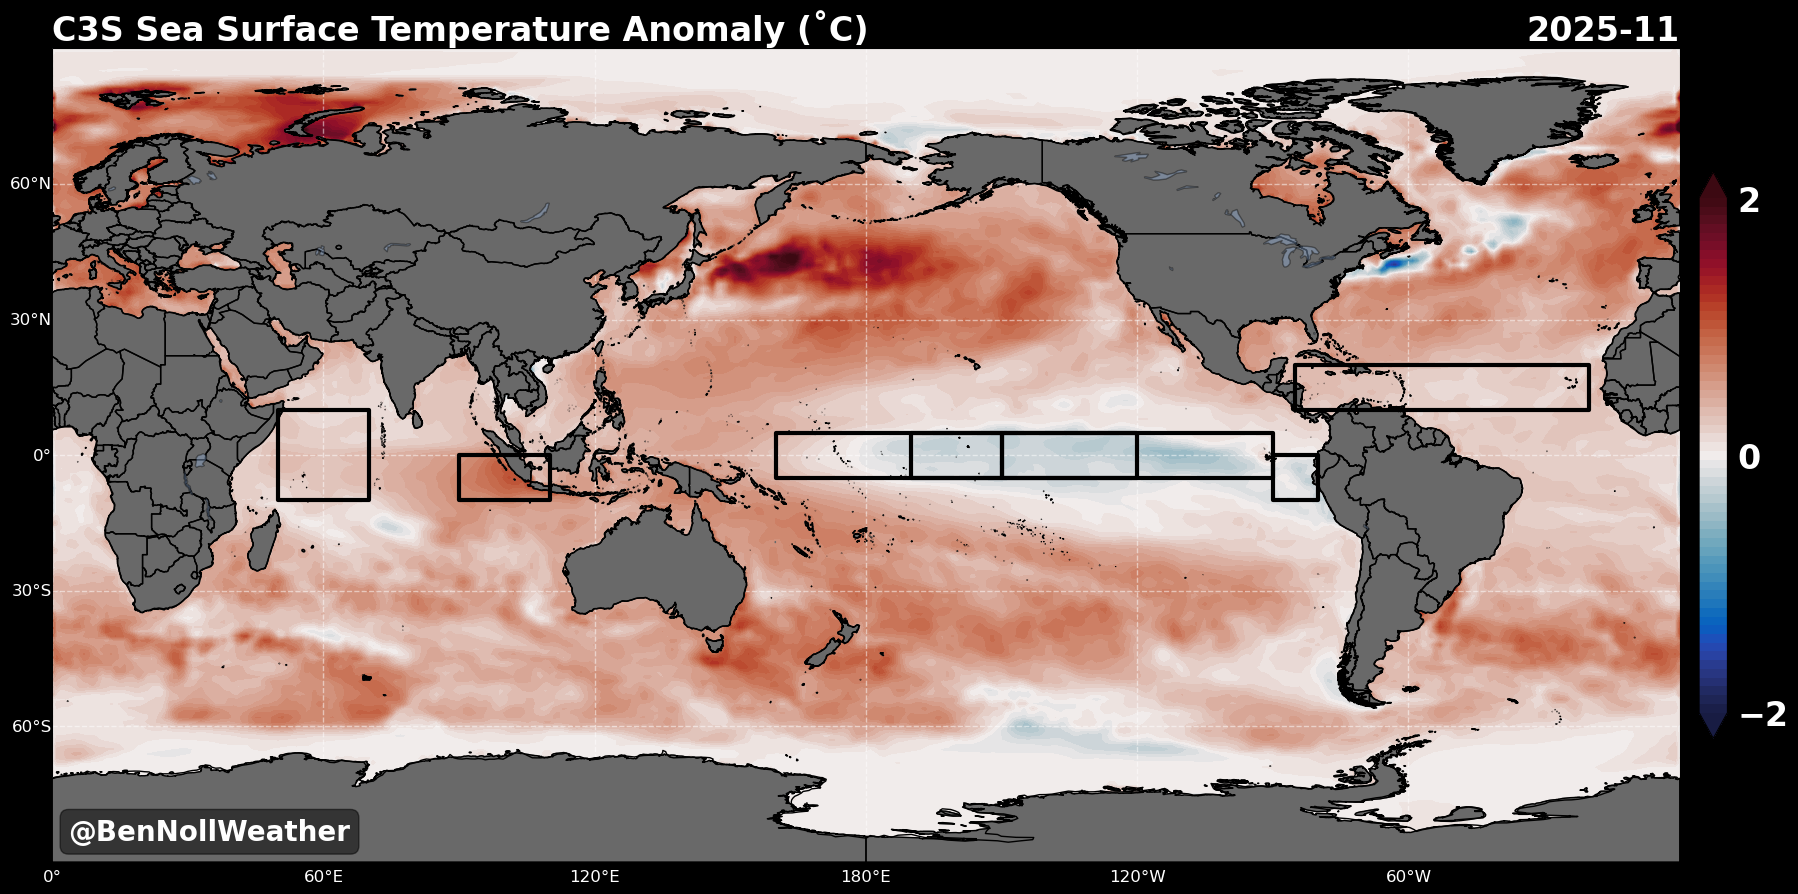 C3S Sea Surface Temperature Anomaly (˚C)
2025-11
60°N
30°N
0°
30°S
60°S
2
0
−2
@BenNollWeather
0°
60°E
120°E
180°E
120°W
60°W